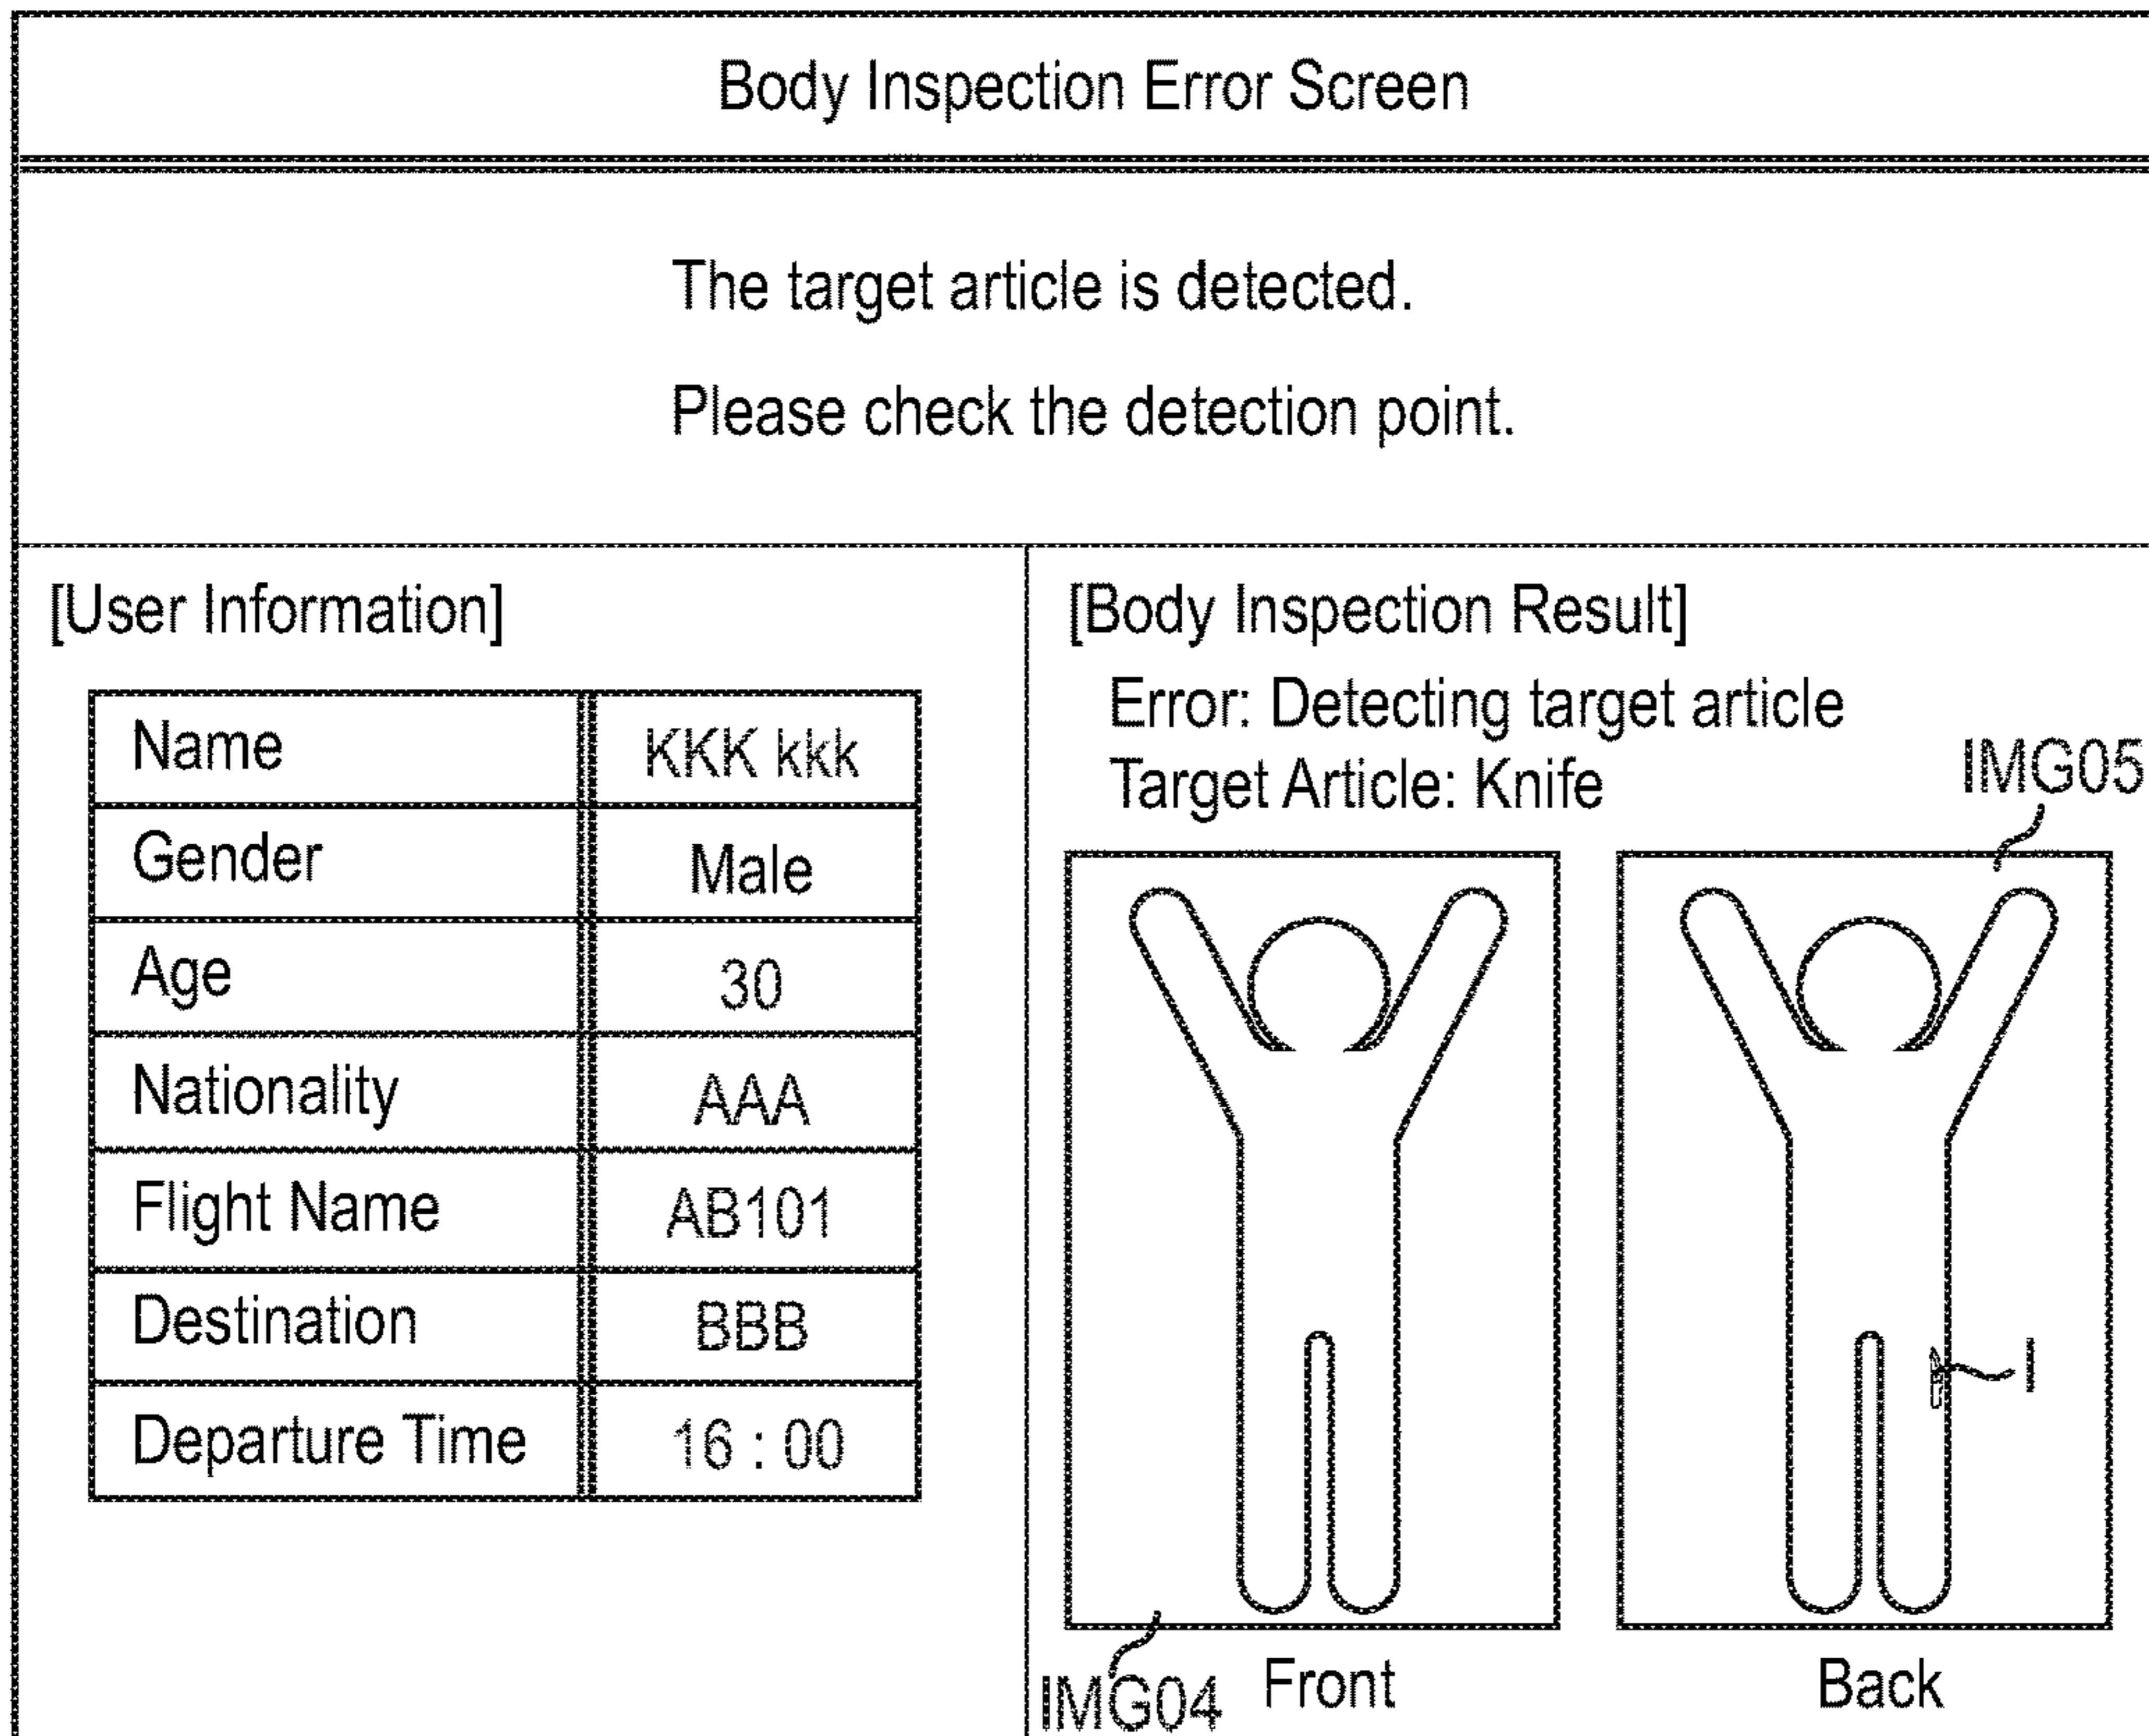 Body Inspection Error Screen
The target article is detected.
Please check the detection point.
[User Information]
Name KKK kkk
Gender Male
Age 30
Nationality AAA
Flight Name AB101
Destination BBB
Departure Time 16 : 00
[Body Inspection Result]
Error: Detecting target article
Target Article: Knife
IMG05
I
IMG04
Front
Back